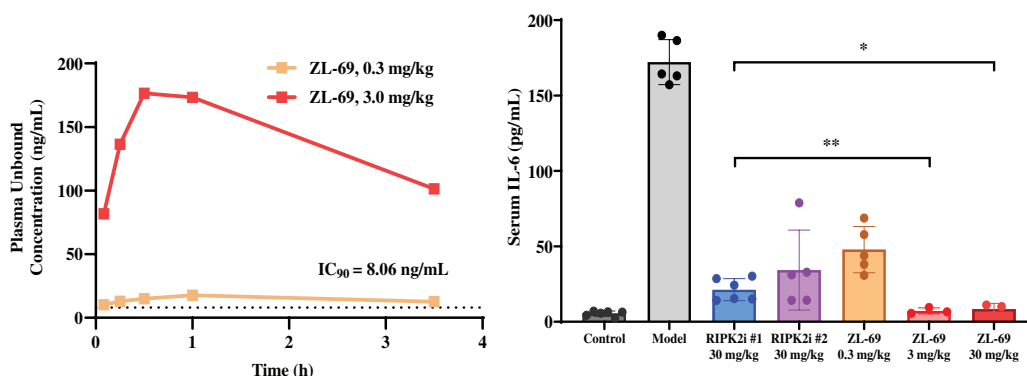 ZL-69, 0.3 mg/kg
ZL-69, 3.0 mg/kg
Plasma Unbound
Concentration (ng/mL)
200
150
100
50
0
IC₉₀ = 8.06 ng/mL
0 1 2 3 4
Time (h)
Serum IL-6 (pg/mL)
200
150
100
50
0
*
**
Control
Model
RIPK2i #1
30 mg/kg
RIPK2i #2
30 mg/kg
ZL-69
0.3 mg/kg
ZL-69
3 mg/kg
ZL-69
30 mg/kg